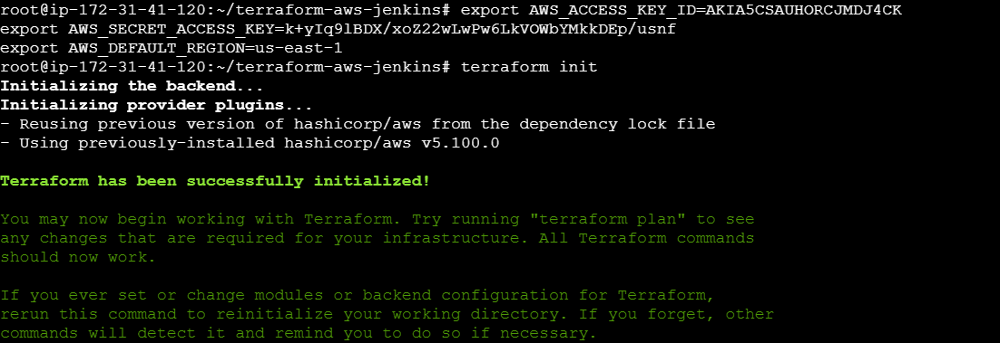 root@ip-172-31-41-120:~/terraform-aws-jenkins# export AWS_ACCESS_KEY_ID=AKIA5CSAUHORCJMDJ4CK
export AWS_SECRET_ACCESS_KEY=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
export AWS_DEFAULT_REGION=us-east-1
root@ip-172-31-41-120:~/terraform-aws-jenkins# terraform init
Initializing the backend...
Initializing provider plugins...
- Reusing previous version of hashicorp/aws from the dependency lock file
- Using previously-installed hashicorp/aws v5.100.0
Terraform has been successfully initialized!
You may now begin working with Terraform. Try running "terraform plan" to see
any changes that are required for your infrastructure. All Terraform commands
should now work.
If you ever set or change modules or backend configuration for Terraform,
rerun this command to reinitialize your working directory. If you forget, other
commands will detect it and remind you to do so if necessary.